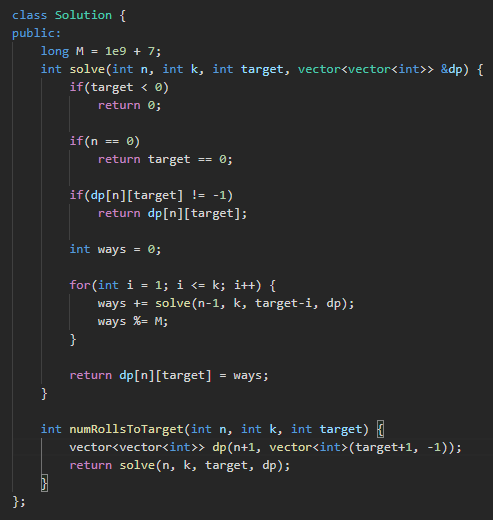 class Solution {
public:
    long M = 1e9 + 7;
    int solve(int n, int k, int target, vector<vector<int>> &dp) {
        if(target < 0)
            return 0;

        if(n == 0)
            return target == 0;

        if(dp[n][target] != -1)
            return dp[n][target];

        int ways = 0;

        for(int i = 1; i <= k; i++) {
            ways += solve(n-1, k, target-i, dp);
            ways %= M;
        }

        return dp[n][target] = ways;
    }

    int numRollsToTarget(int n, int k, int target) {
        vector<vector<int>> dp(n+1, vector<int>(target+1, -1));
        return solve(n, k, target, dp);
    }
};